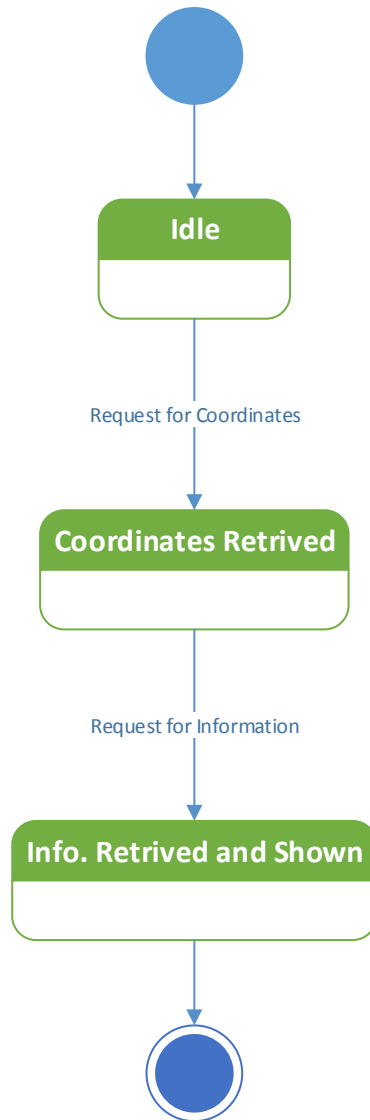 Idle
Request for Coordinates
Coordinates Retrived
Request for Information
Info. Retrived and Shown